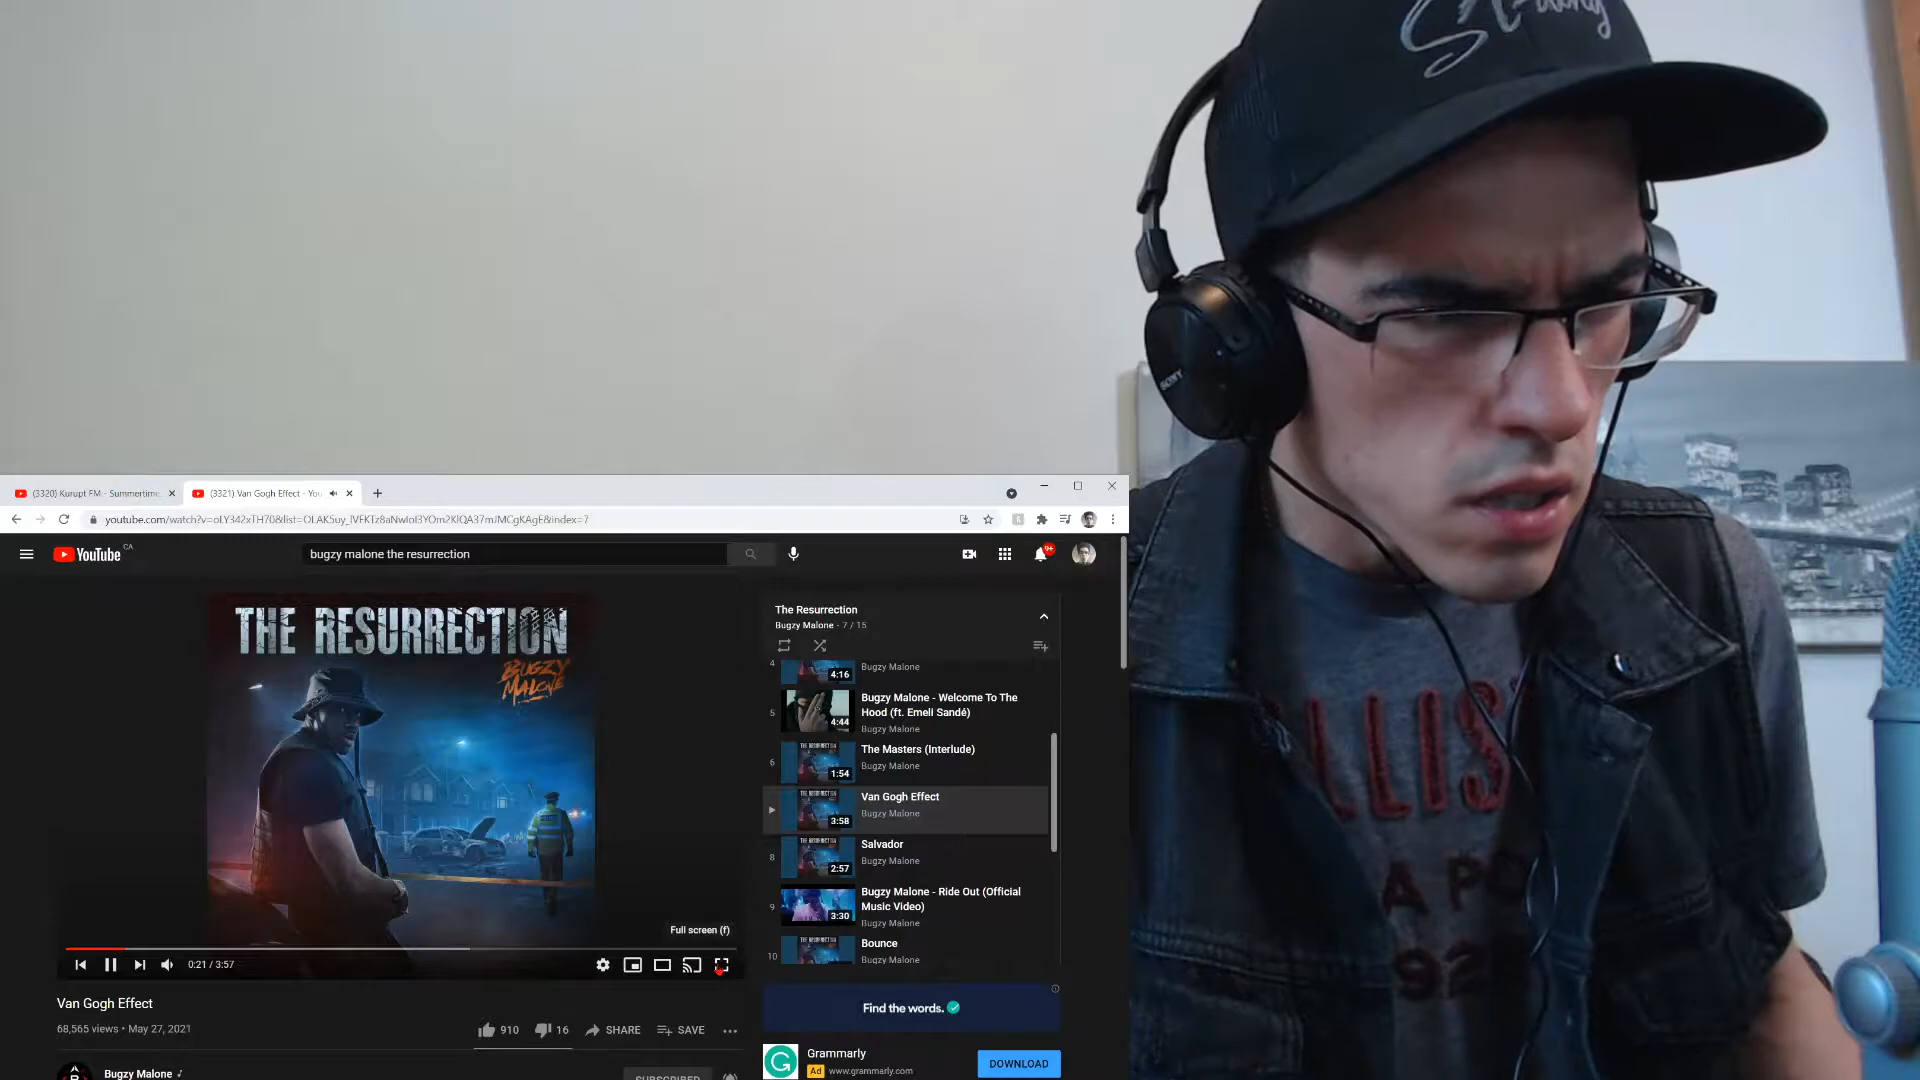 SONY
(3320) Kurupt FM - Summertime
(3321) Van Gogh Effect - You
youtube.com/watch?v=oLY342xTH70&list=OLAK5uy_lVFKTz8aNwIoI3YOm2KlQA37mJMCgKAgE&index=7
YouTube CA
bugzy malone the resurrection
9+
THE RESURRECTION
BUGZY
MALONE
Full screen (f)
0:21 / 3:57
Van Gogh Effect
68,565 views • May 27, 2021
910
16
SHARE
SAVE
Bugzy Malone
SUBSCRIBED
The Resurrection
Bugzy Malone - 7 / 15
4
4:16
Bugzy Malone
5
4:44
Bugzy Malone - Welcome To The
Hood (ft. Emeli Sandé)
Bugzy Malone
6
1:54
The Masters (Interlude)
Bugzy Malone
3:58
Van Gogh Effect
Bugzy Malone
8
2:57
Salvador
Bugzy Malone
9
3:30
Bugzy Malone - Ride Out (Official
Music Video)
Bugzy Malone
10
Bounce
Bugzy Malone
Find the words.
Grammarly
Ad www.grammarly.com
DOWNLOAD
LLIS
AP
92